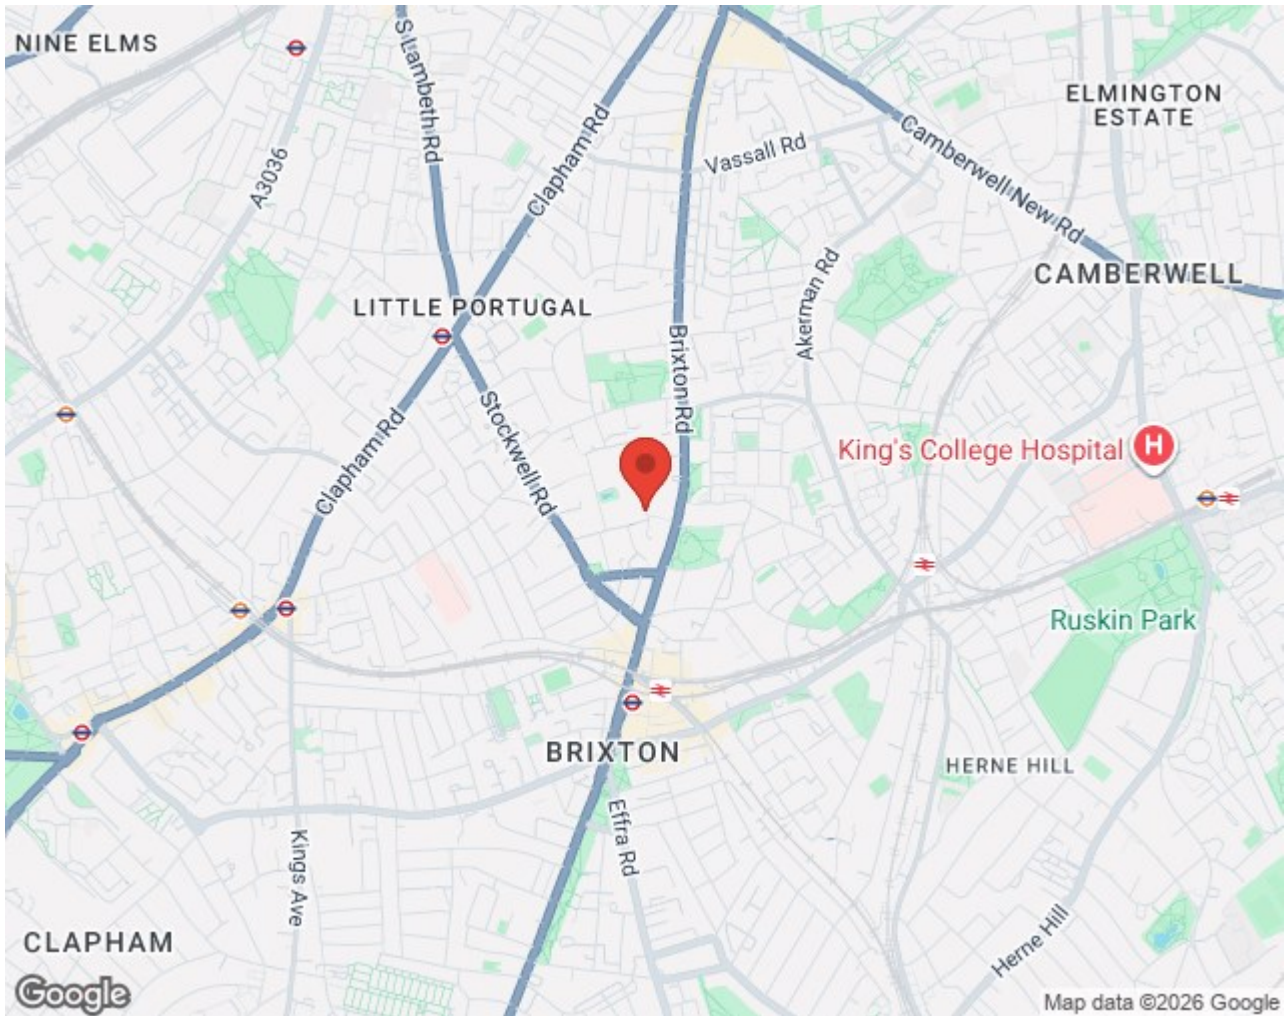 NINE ELMS
S Lambeth Rd
A3036
Clapham Rd
Vassall Rd
Camberwell New Rd
ELMINGTON
ESTATE
CAMBERWELL
LITTLE PORTUGAL
Akerman Rd
Brixton Rd
Stockwell Rd
Clapham Rd
King's College Hospital
H
Ruskin Park
BRIXTON
HERNE HILL
Effra Rd
Kings Ave
CLAPHAM
Herne Hill
Google
Map data ©2026 Google